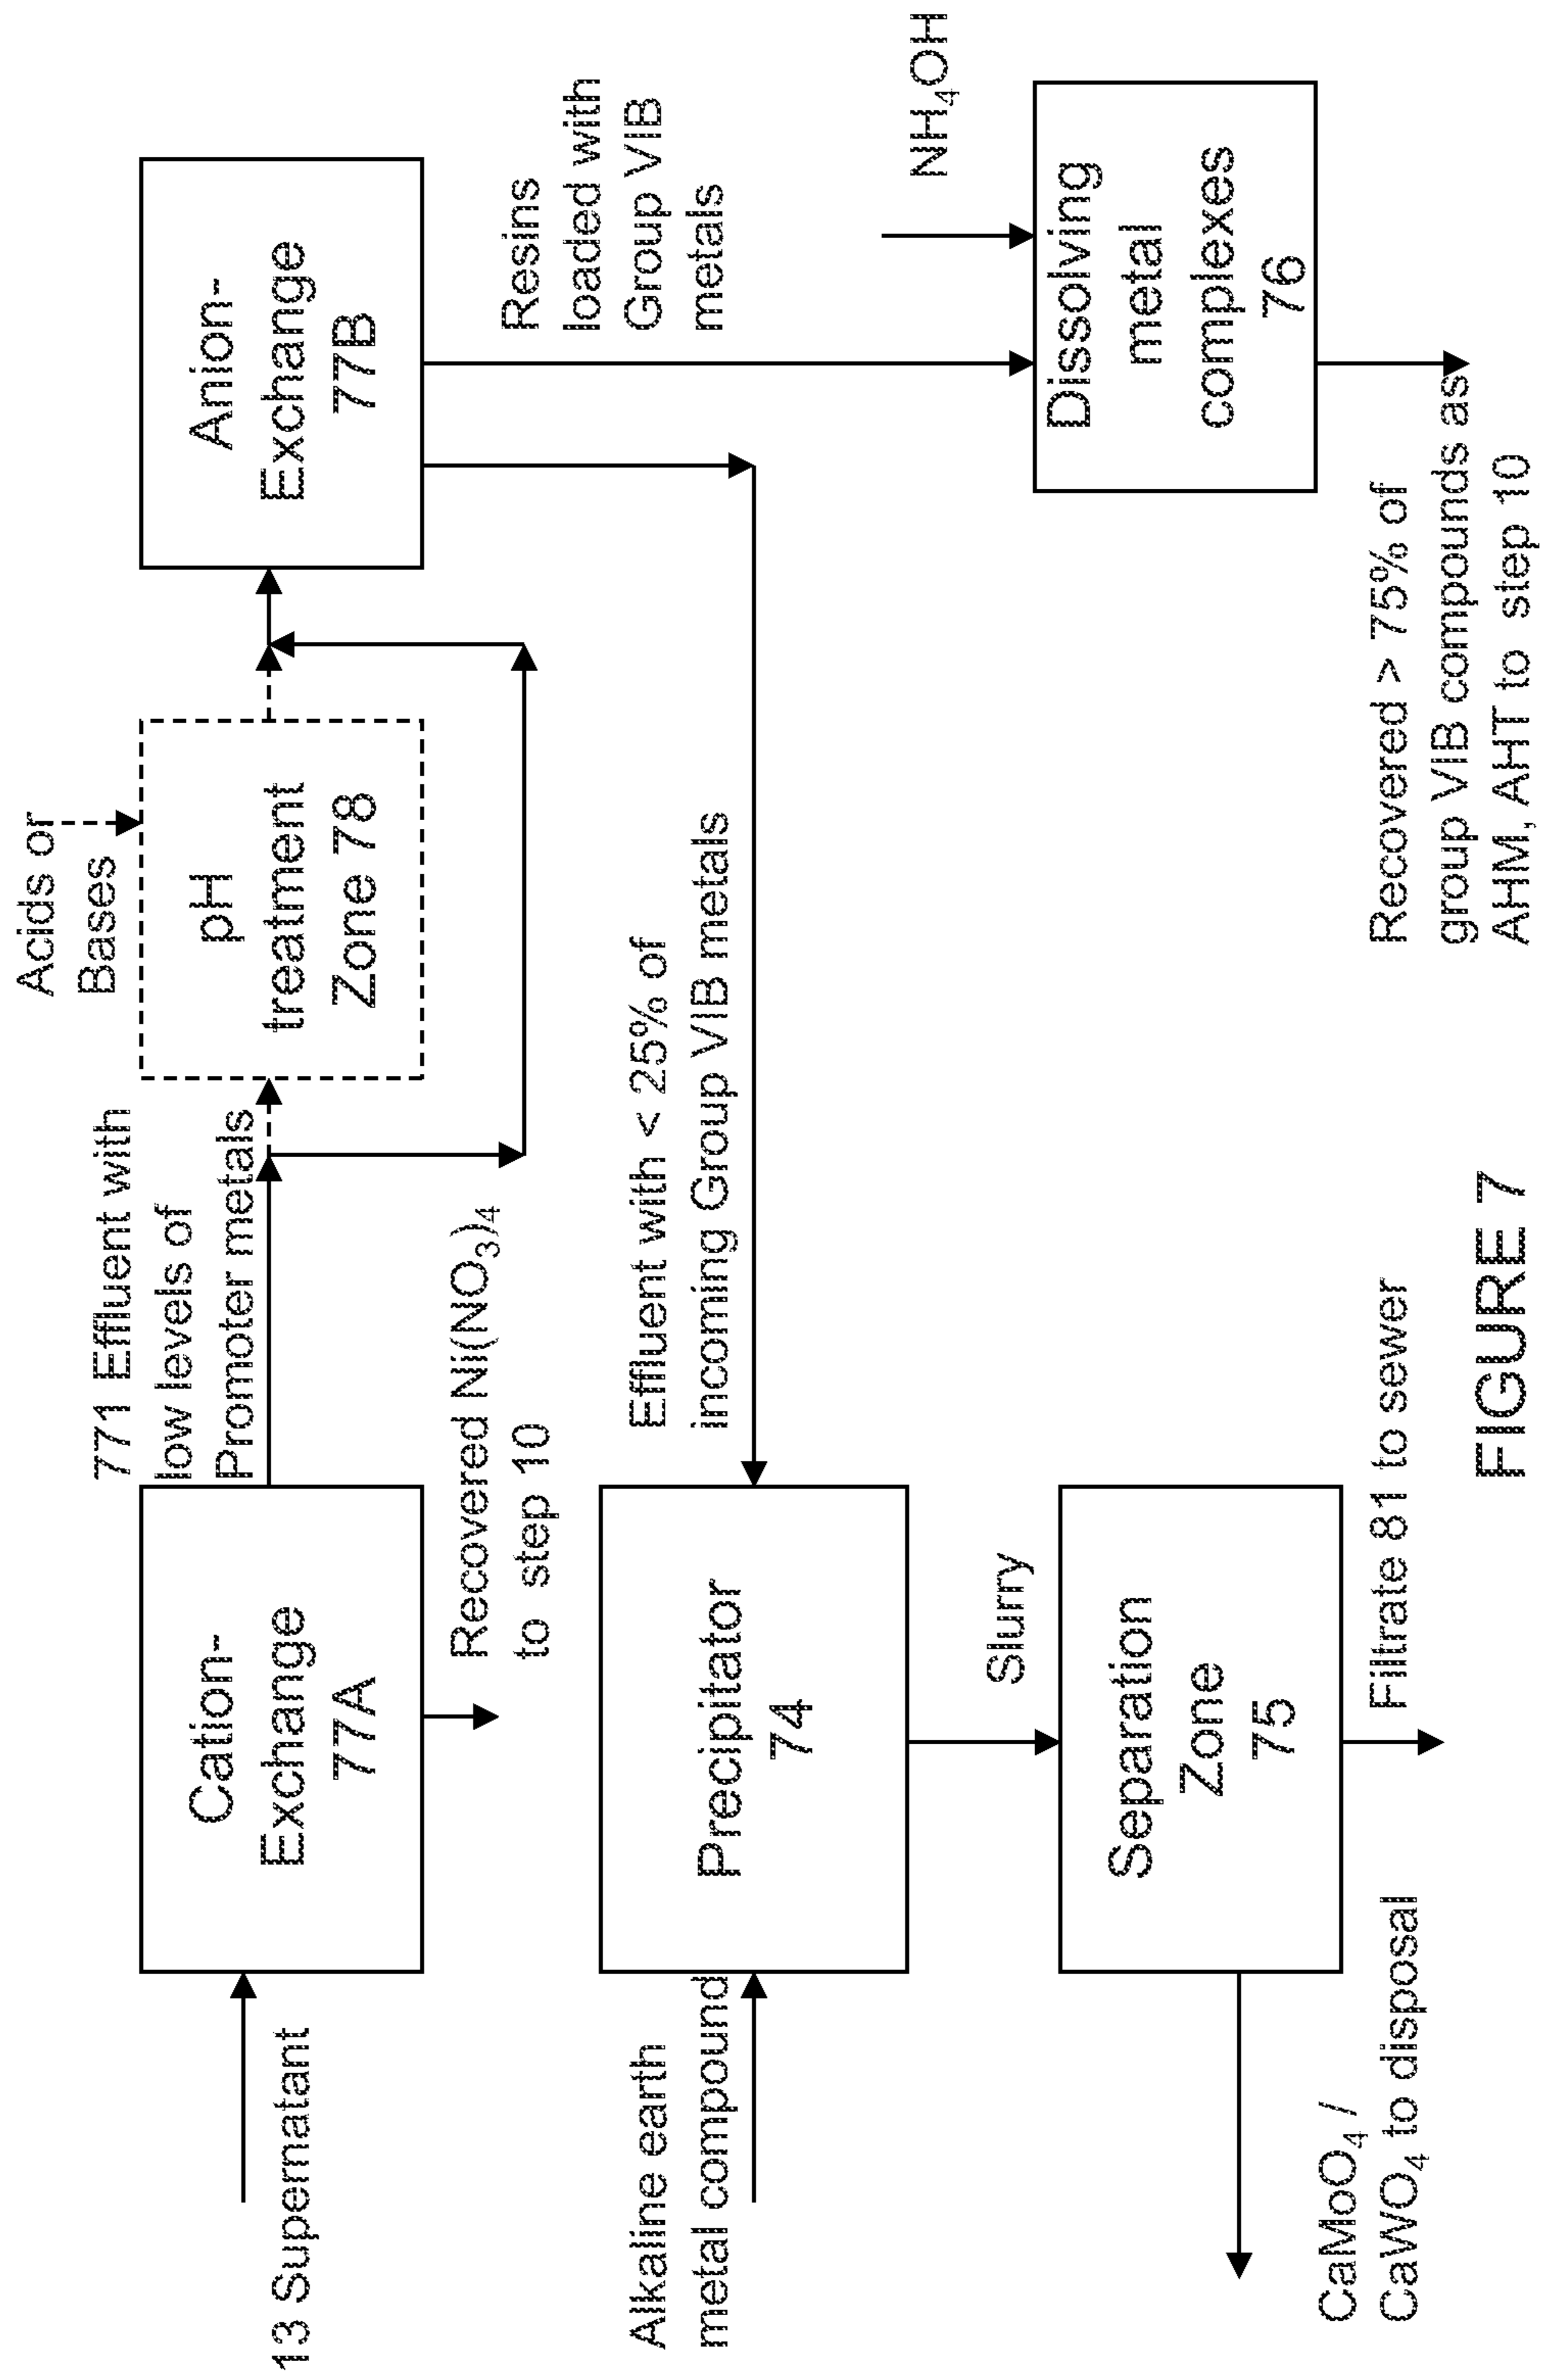 13 Supernatant
Cation-
Exchange
77A
771 Effluent with
low levels of
Promoter metals
Recovered Ni(NO₃)₄
to step 10
Acids or
Bases
pH
treatment
Zone 78
Anion-
Exchange
77B
Resins
loaded with
Group VIB
metals
Effluent with < 25% of
incoming Group VIB metals
Alkaline earth
metal compound
Precipitator
74
Slurry
Separation
Zone
75
CaMoO₄ /
CaWO₄ to disposal
Filtrate 81 to sewer
NH₄OH
Dissolving
metal
complexes
76
Recovered > 75% of
group VIB compounds as
AHM, AHT to step 10
FIGURE 7